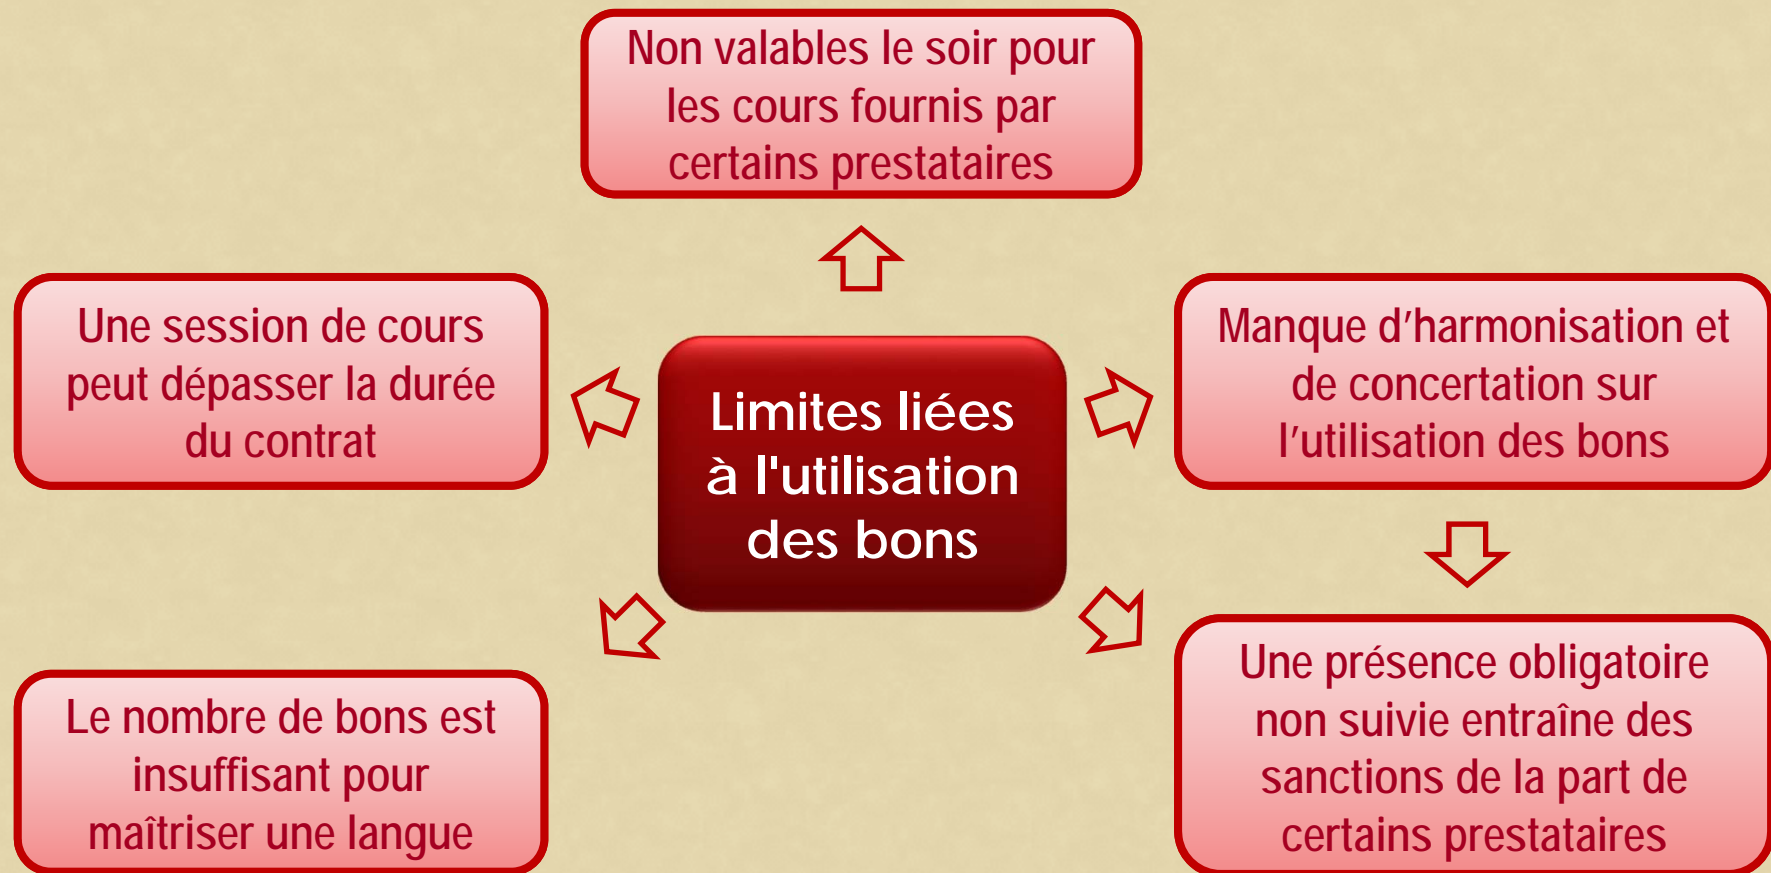 Non valables le soir pour
les cours fournis par
certains prestataires
Une session de cours
peut dépasser la durée
du contrat
Limites liées
à l'utilisation
des bons
Manque d’harmonisation et
de concertation sur
l’utilisation des bons
Le nombre de bons est
insuffisant pour
maîtriser une langue
Une présence obligatoire
non suivie entraîne des
sanctions de la part de
certains prestataires